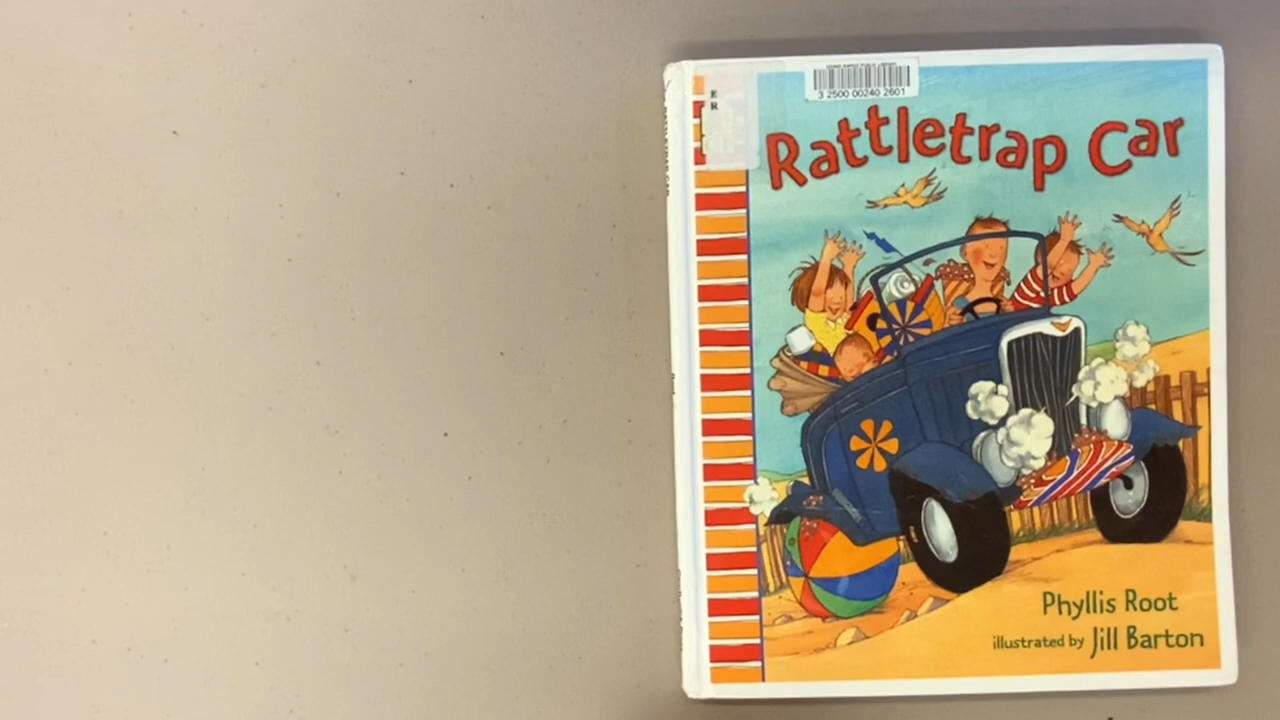 E
R
3 2500 00240 2601
Rattletrap Car
Phyllis Root
illustrated by Jill Barton